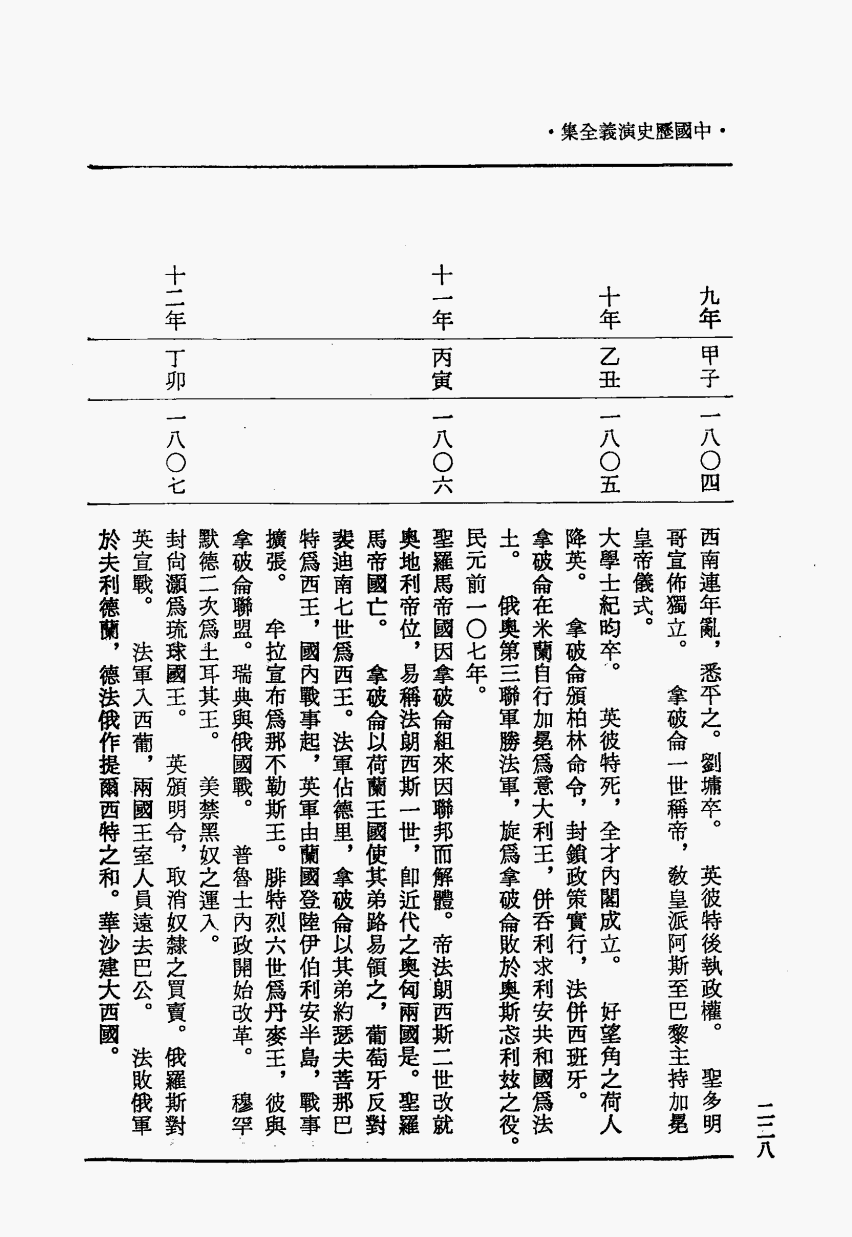 •中國歷史演義全集•
九年
甲子
一八〇四
西南連年亂，悉平之。劉墉卒。　英彼特後執政權。　聖多明
哥宣佈獨立。　拿破侖一世稱帝，敎皇派阿斯至巴黎主持加冕
皇帝儀式。
十年
乙丑
一八〇五
大學士紀昀卒。　英彼特死，全才內閣成立。　好望角之荷人
降英。　拿破侖頒柏林命令，封鎖政策實行，法併西班牙。
拿破侖在米蘭自行加冕爲意大利王，併吞利求利安共和國爲法
土。　俄奧第三聯軍勝法軍，旋爲拿破侖敗於奧斯忒利玆之役。
民元前一〇七年。
十一年
丙寅
一八〇六
聖羅馬帝國因拿破侖組來因聯邦而解體。帝法朗西斯二世改就
奧地利帝位，易稱法朗西斯一世，卽近代之奧匈兩國是。聖羅
馬帝國亡。　拿破侖以荷蘭王國使其弟路易領之，葡萄牙反對
裴迪南七世爲西王。法軍佔德里，拿破侖以其弟約瑟夫菩那巴
特爲西王，國內戰事起，英軍由蘭國登陸伊伯利安半島，戰事
擴張。　牟拉宣布爲那不勒斯王。腓特烈六世爲丹麥王，彼與
拿破侖聯盟。瑞典與俄國戰。　普魯士內政開始改革。　穆罕
默德二次爲土耳其王。　美禁黑奴之運入。
十二年
丁卯
一八〇七
封尙灝爲琉球國王。　英頒明令，取消奴隸之買賣。俄羅斯對
英宣戰。　法軍入西葡，兩國王室人員遠去巴公。　法敗俄軍
於夫利德蘭，德法俄作提爾西特之和。華沙建大西國。
二二八